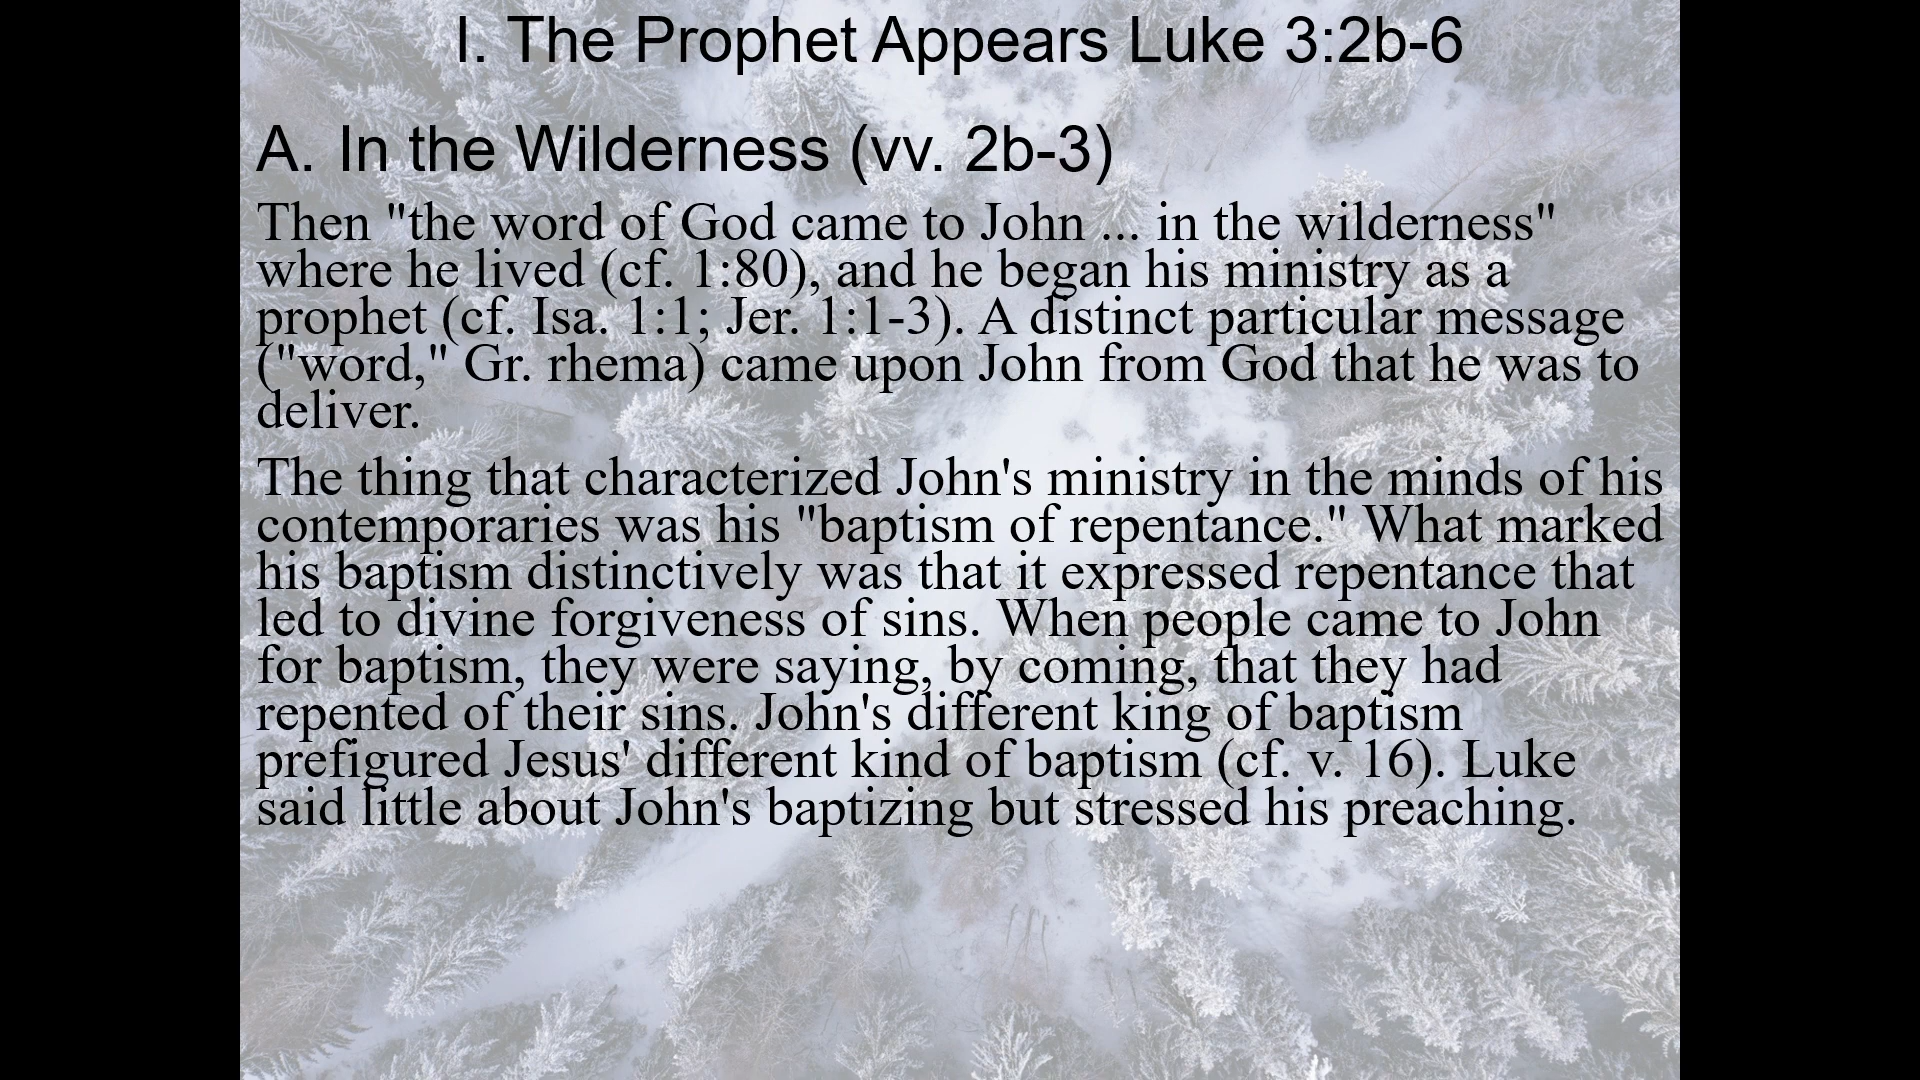 I. The Prophet Appears Luke 3:2b-6
A. In the Wilderness (vv. 2b-3)
Then "the word of God came to John ... in the wilderness"
where he lived (cf. 1:80), and he began his ministry as a
prophet (cf. Isa. 1:1; Jer. 1:1-3). A distinct particular message
("word," Gr. rhema) came upon John from God that he was to
deliver.
The thing that characterized John's ministry in the minds of his
contemporaries was his "baptism of repentance." What marked
his baptism distinctively was that it expressed repentance that
led to divine forgiveness of sins. When people came to John
for baptism, they were saying, by coming, that they had
repented of their sins. John's different king of baptism
prefigured Jesus' different kind of baptism (cf. v. 16). Luke
said little about John's baptizing but stressed his preaching.